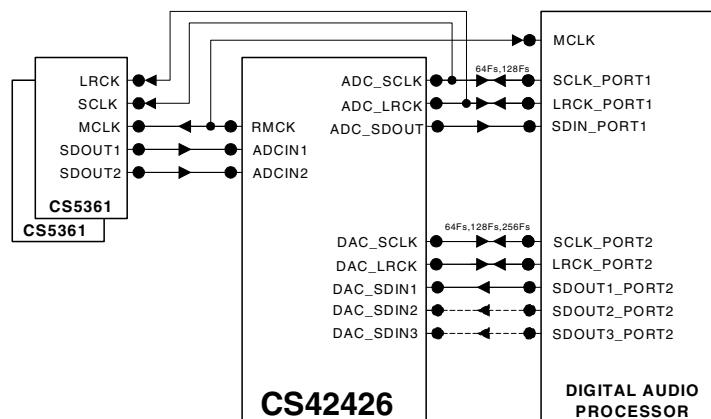 LRCK
SCLK
MCLK
SDOUT1
SDOUT2
CS5361
CS5361
RMCK
ADCIN1
ADCIN2
ADC_SCLK
ADC_LRCK
ADC_SDOUT
DAC_SCLK
DAC_LRCK
DAC_SDIN1
DAC_SDIN2
DAC_SDIN3
CS42426
64Fs,128Fs
64Fs,128Fs,256Fs
MCLK
SCLK_PORT1
LRCK_PORT1
SDIN_PORT1
SCLK_PORT2
LRCK_PORT2
SDOUT1_PORT2
SDOUT2_PORT2
SDOUT3_PORT2
DIGITAL AUDIO
PROCESSOR